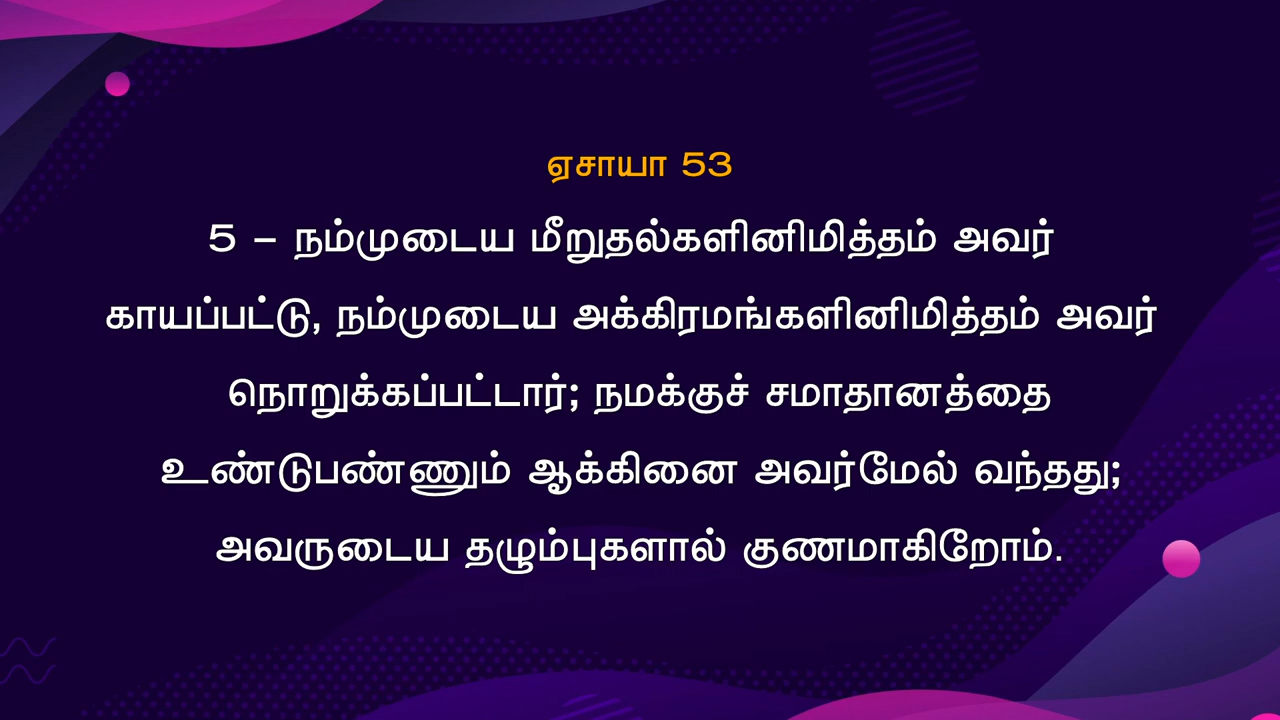 ஏசாயா 53
5 – நம்முடைய மீறுதல்களினிமித்தம் அவர்
காயப்பட்டு, நம்முடைய அக்கிரமங்களினிமித்தம் அவர்
நொறுக்கப்பட்டார்; நமக்குச் சமாதானத்தை
உண்டுபண்ணும் ஆக்கினை அவர்மேல் வந்தது;
அவருடைய தழும்புகளால் குணமாகிறோம்.